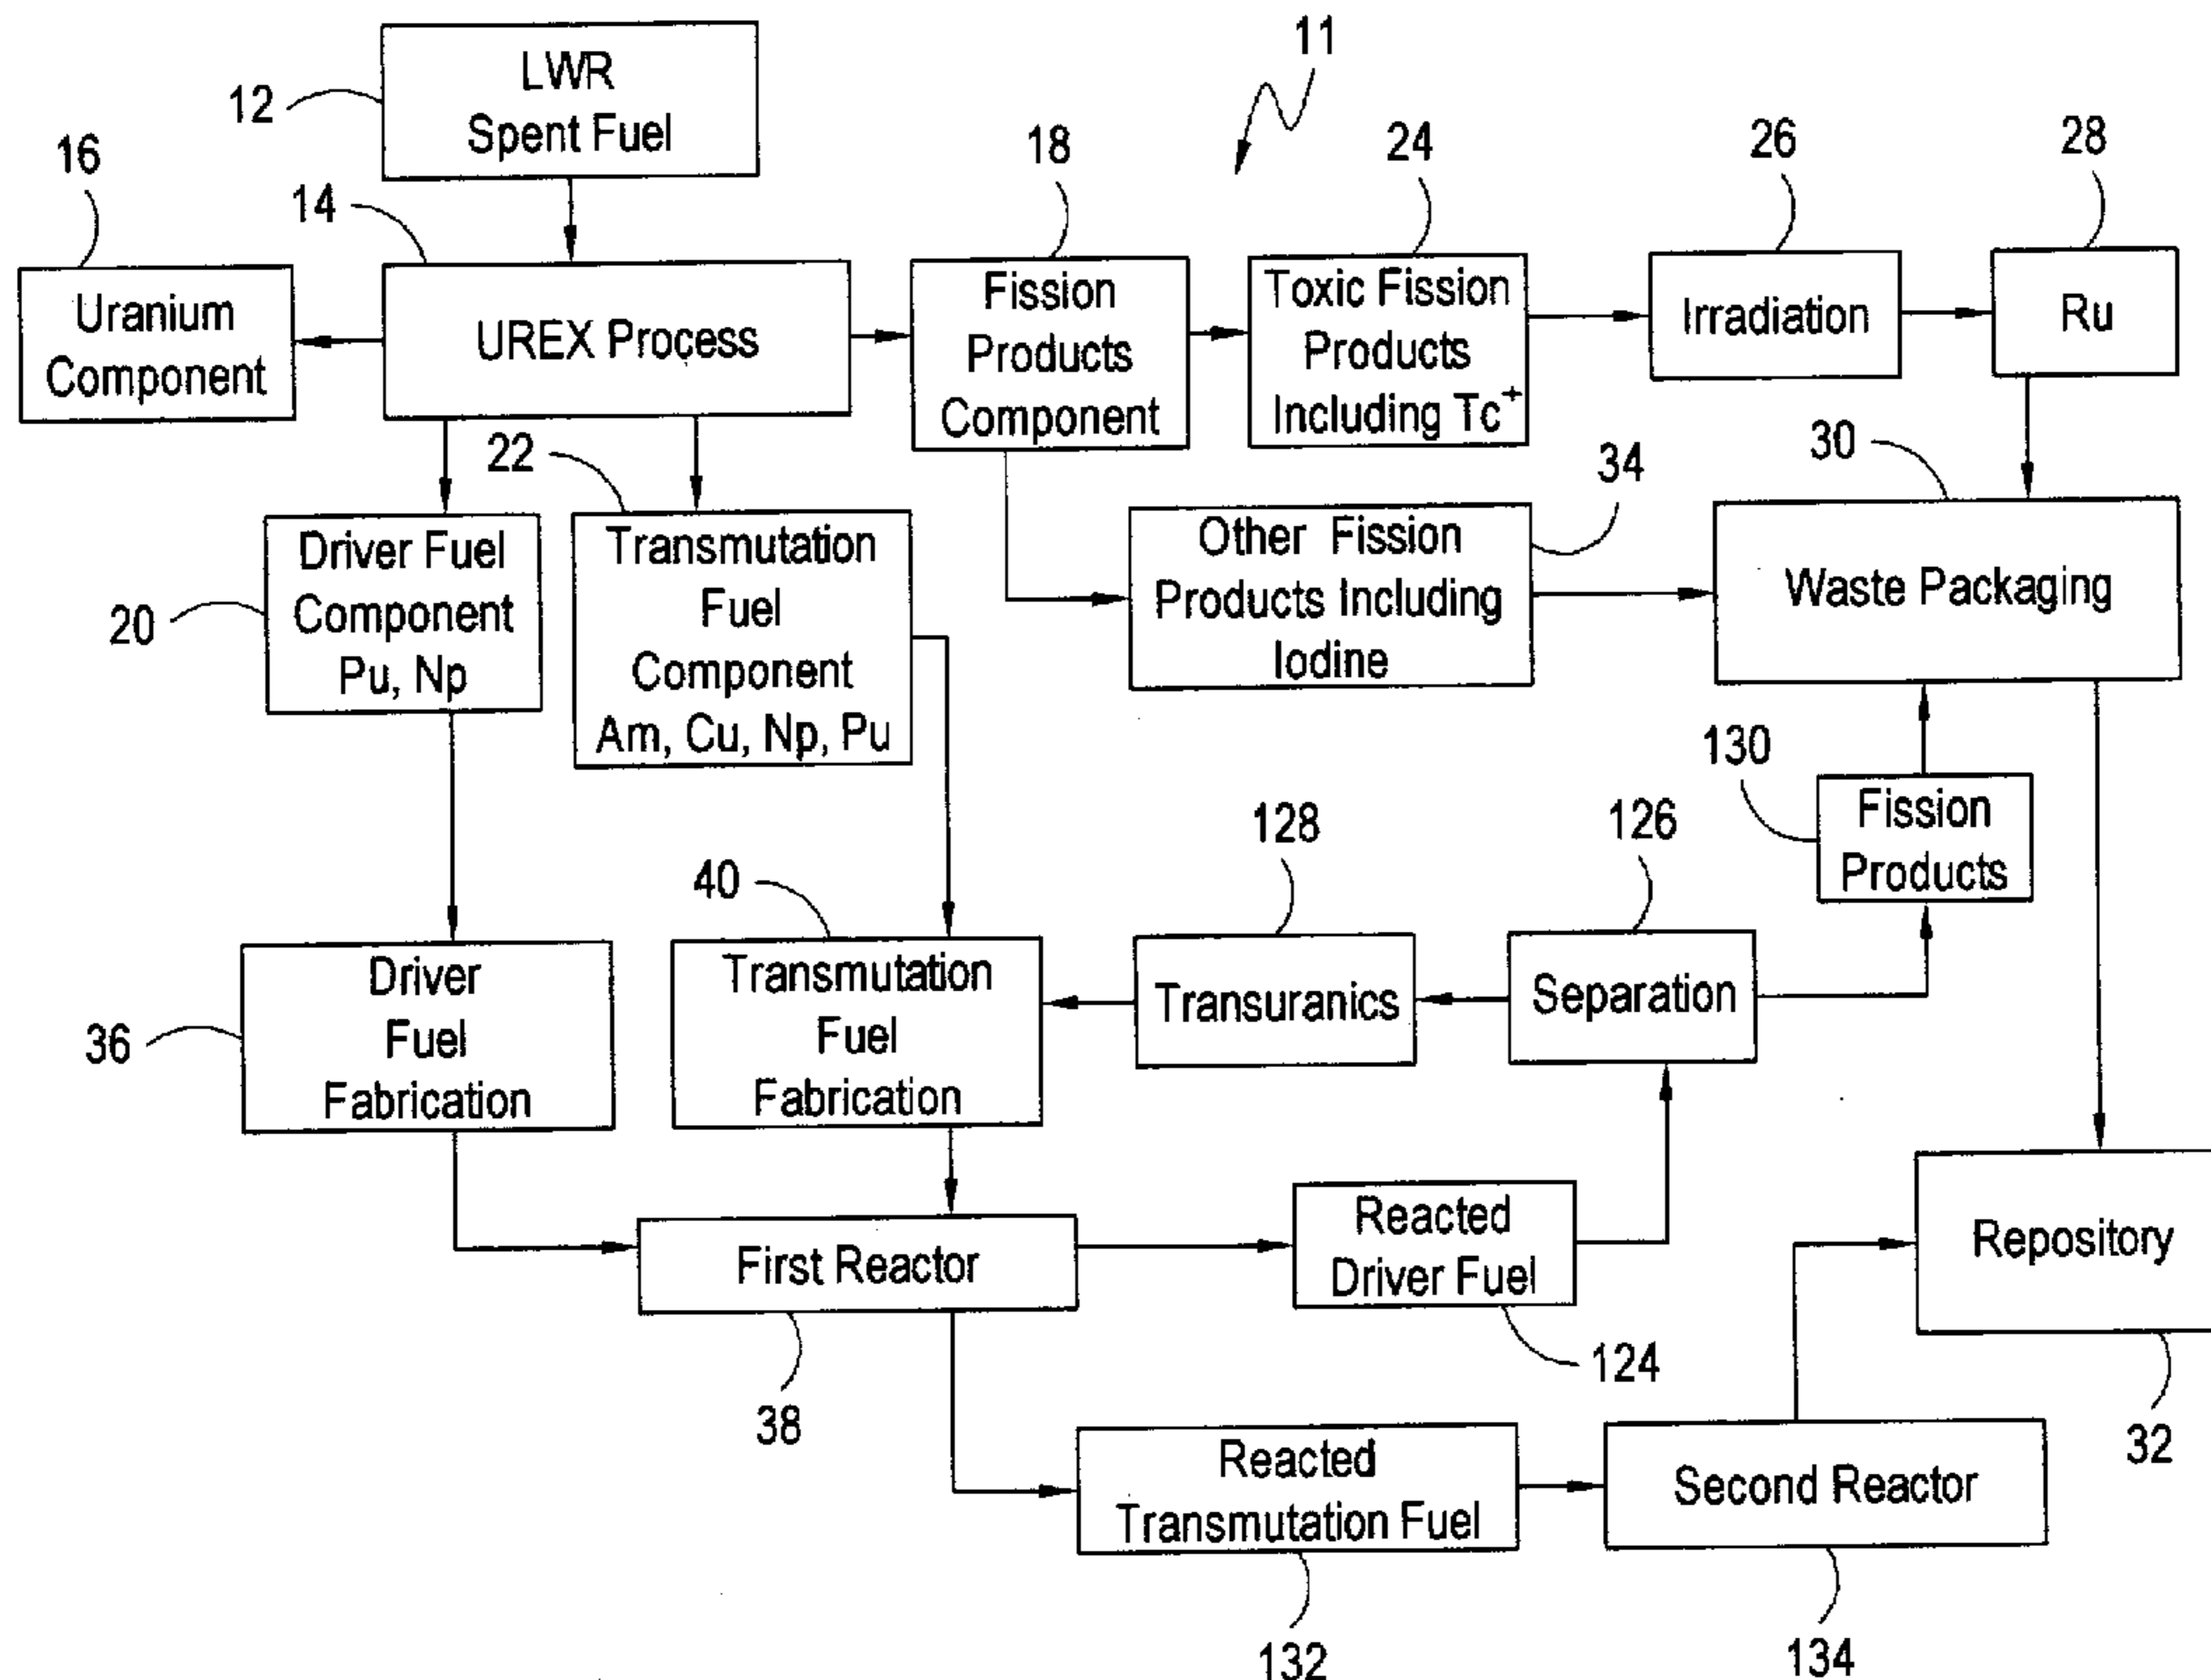 11
12
LWR
Spent Fuel
16
14
18
24
26
28
Uranium
Component
UREX Process
Fission
Products
Component
Toxic Fission
Products
Including Tc+
Irradiation
Ru
22
34
30
20
Driver Fuel
Component
Pu, Np
Transmutation
Fuel
Component
Am, Cu, Np, Pu
Other Fission
Products Including
Iodine
Waste Packaging
130
Fission
Products
40
128
126
36
Driver
Fuel
Fabrication
Transmutation
Fuel
Fabrication
Transuranics
Separation
First Reactor
38
Reacted
Driver Fuel
124
Repository
32
Reacted
Transmutation Fuel
132
Second Reactor
134